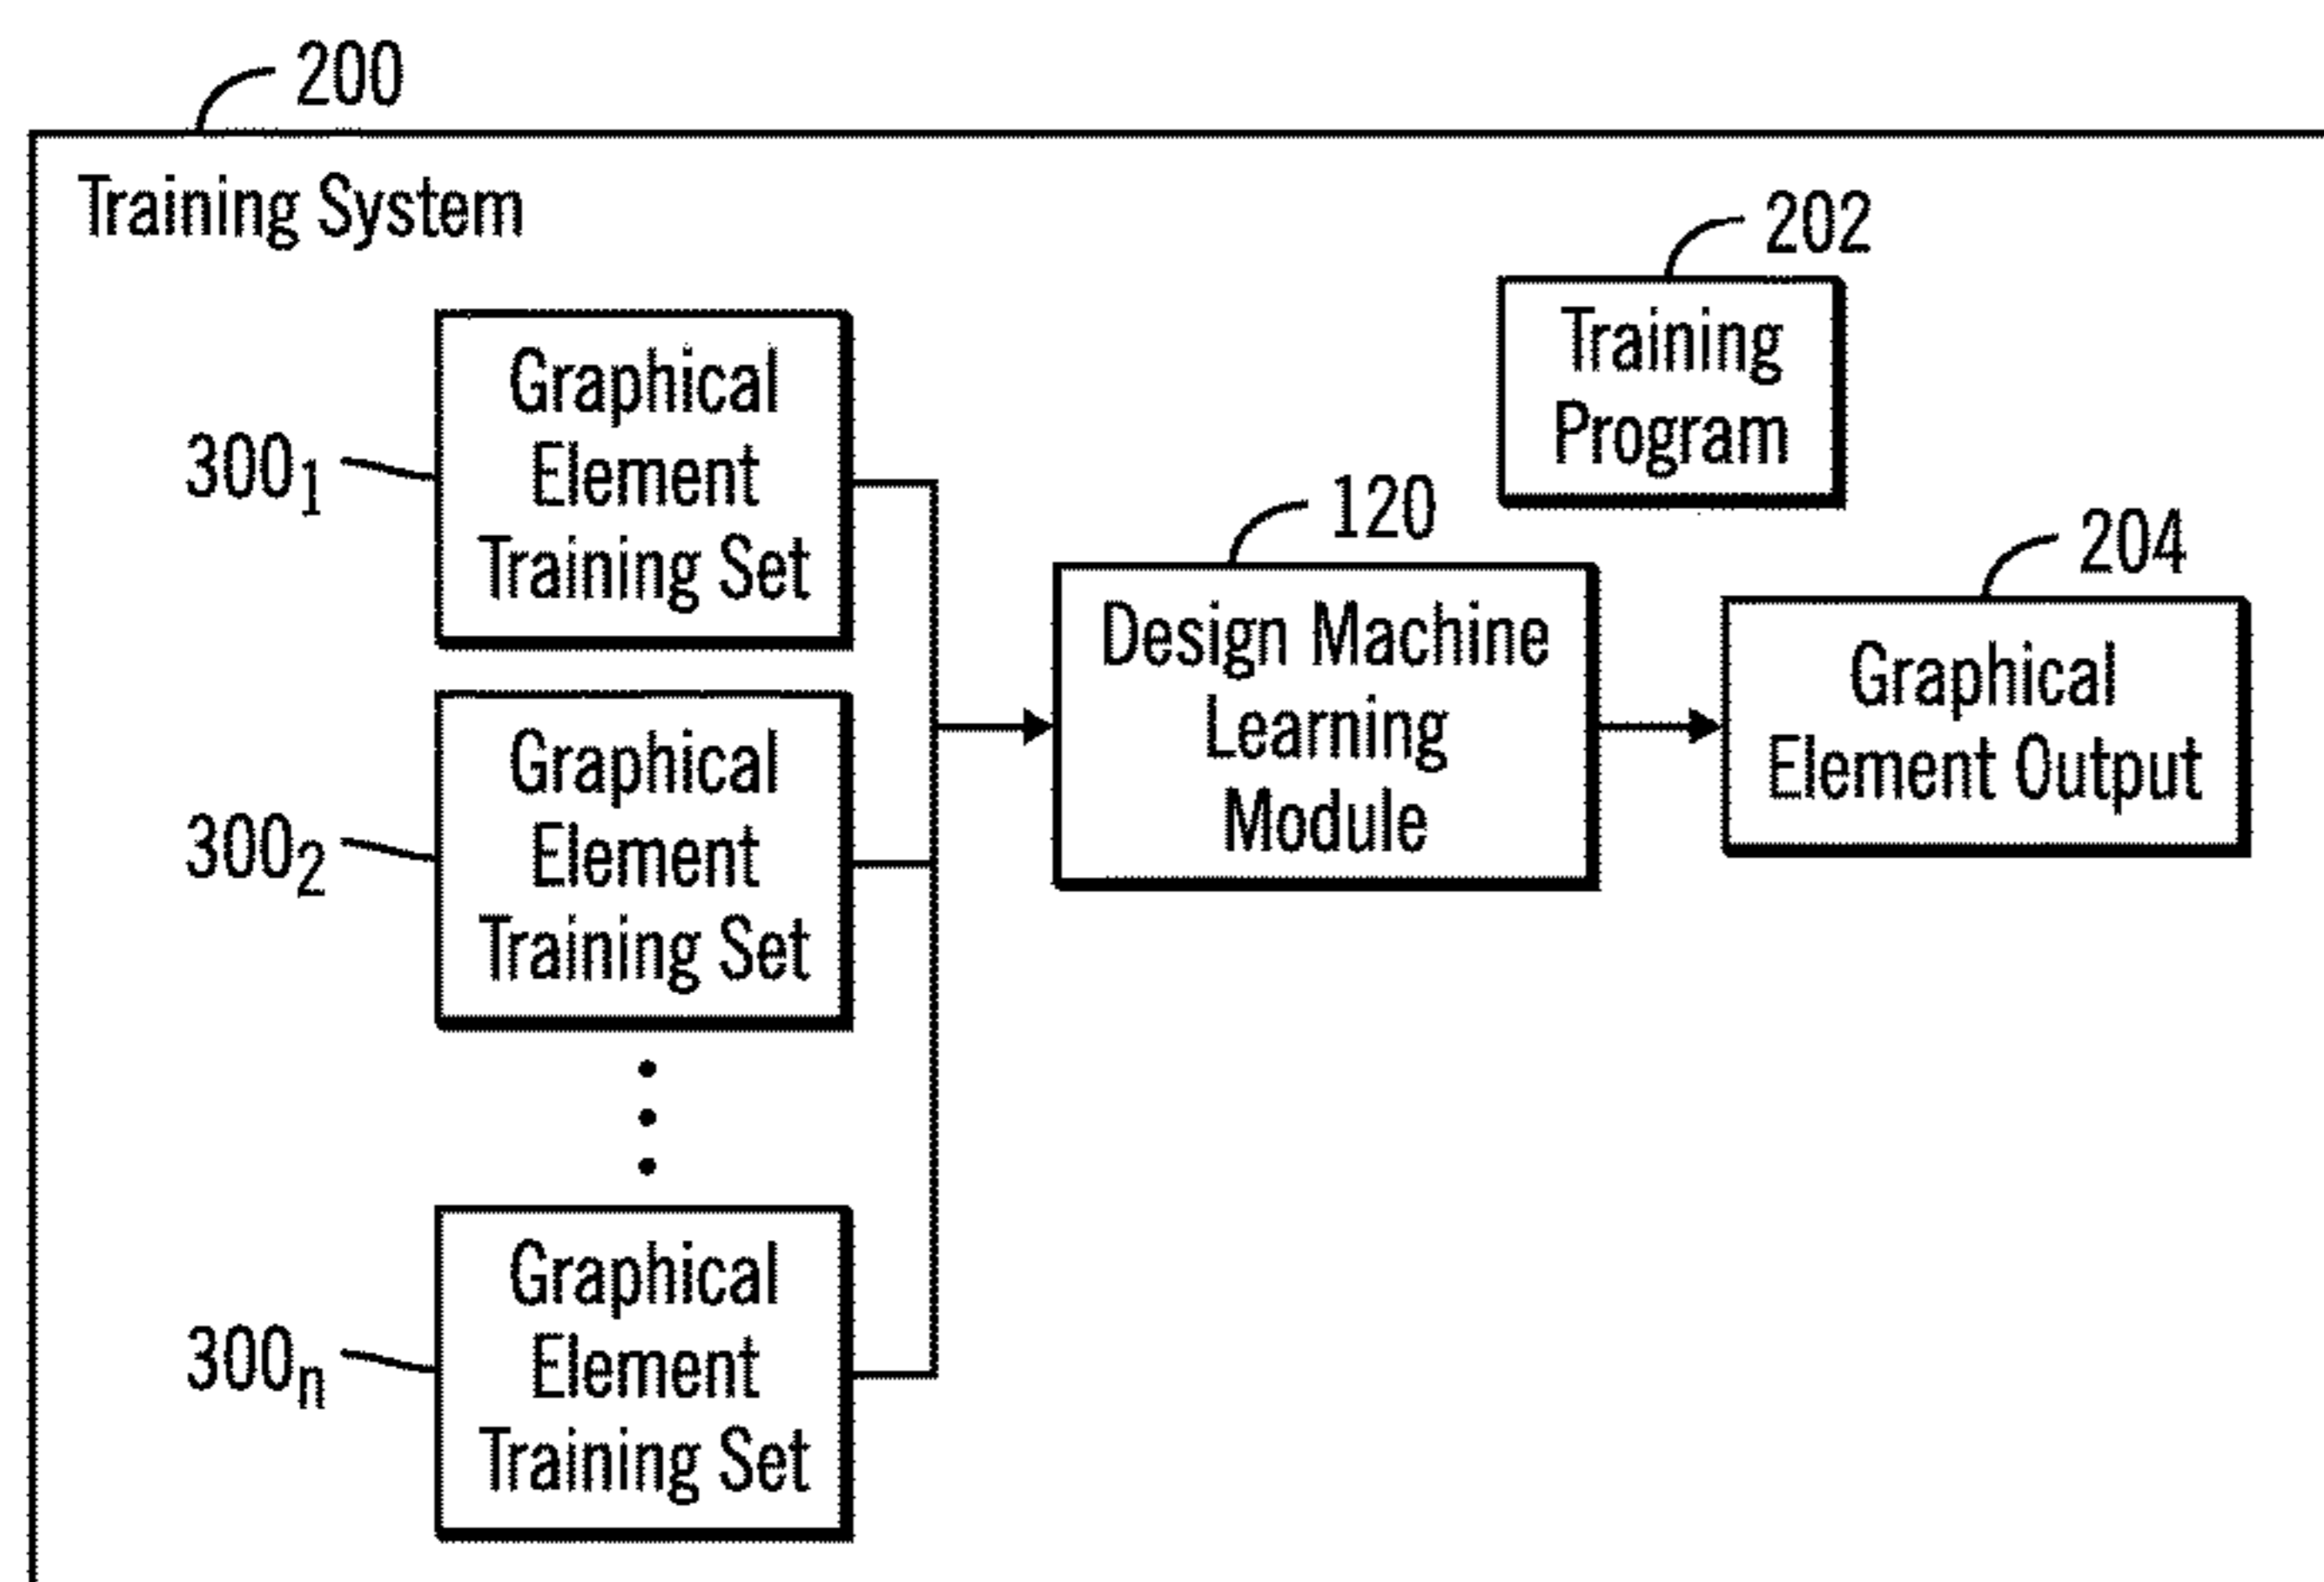 200
Training System
202
Training
Program
300₁
Graphical
Element
Training Set
120
Design Machine
Learning
Module
204
Graphical
Element Output
300₂
Graphical
Element
Training Set
300ₙ
Graphical
Element
Training Set